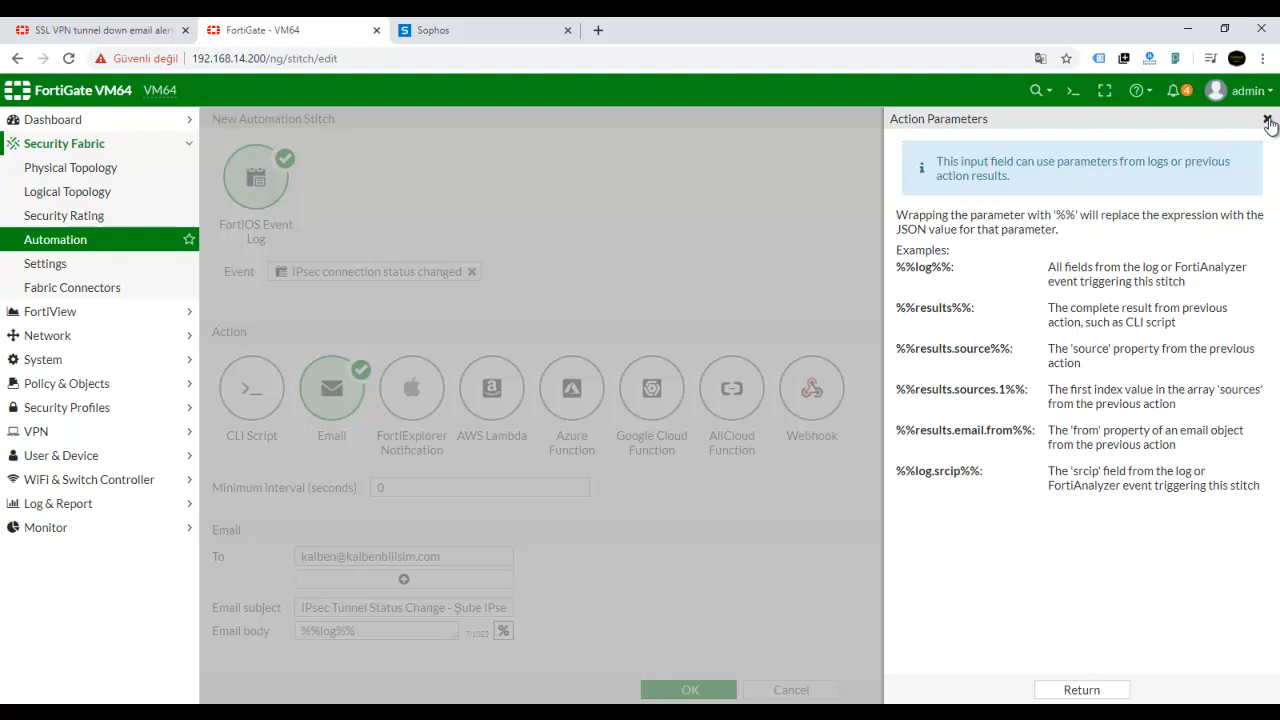 SSL VPN tunnel down email aler
FortiGate - VM64
Sophos
Güvenli değil
192.168.14.200/ng/stitch/edit
FortiGate VM64
VM64
4
admin
Dashboard
Security Fabric
Physical Topology
Logical Topology
Security Rating
Automation
Settings
Fabric Connectors
FortiView
Network
System
Policy & Objects
Security Profiles
VPN
User & Device
WiFi & Switch Controller
Log & Report
Monitor
New Automation Stitch
FortiOS Event
Log
Event
IPsec connection status changed
Action
CLI Script
Email
FortiExplorer
Notification
AWS Lambda
Azure
Function
Google Cloud
Function
AliCloud
Function
Webhook
Minimum interval (seconds)
0
Email
To
kalben@kalbenbilisim.com
Email subject
IPsec Tunnel Status Change - Şube IPse
Email body
%%log%%
7/1023
%
OK
Cancel
Action Parameters
This input field can use parameters from logs or previous
action results.
Wrapping the parameter with '%%' will replace the expression with the
JSON value for that parameter.
Examples:
%%log%%:
All fields from the log or FortiAnalyzer
event triggering this stitch
%%results%%:
The complete result from previous
action, such as CLI script
%%results.source%%:
The 'source' property from the previous
action
%%results.sources.1%%:
The first index value in the array 'sources'
from the previous action
%%results.email.from%%:
The 'from' property of an email object
from the previous action
%%log.srcip%%:
The 'srcip' field from the log or
FortiAnalyzer event triggering this stitch
Return